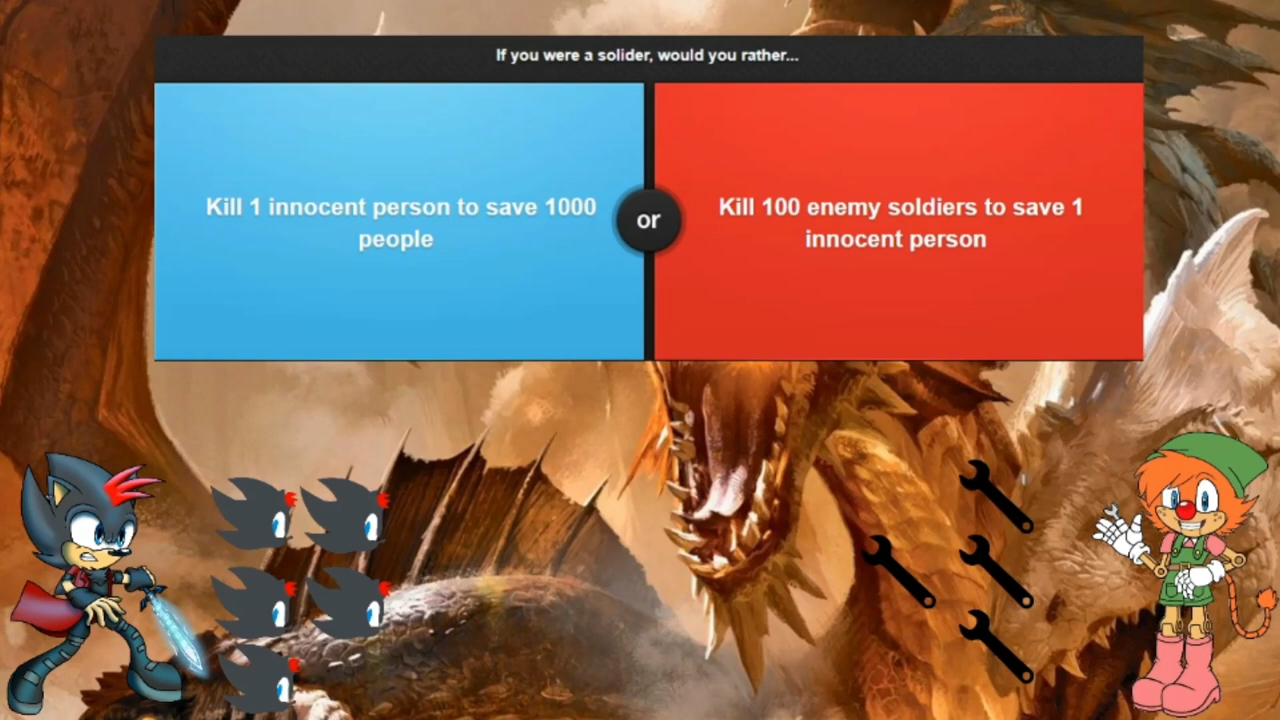 If you were a solider, would you rather...
Kill 1 innocent person to save 1000
people
or
Kill 100 enemy soldiers to save 1
innocent person